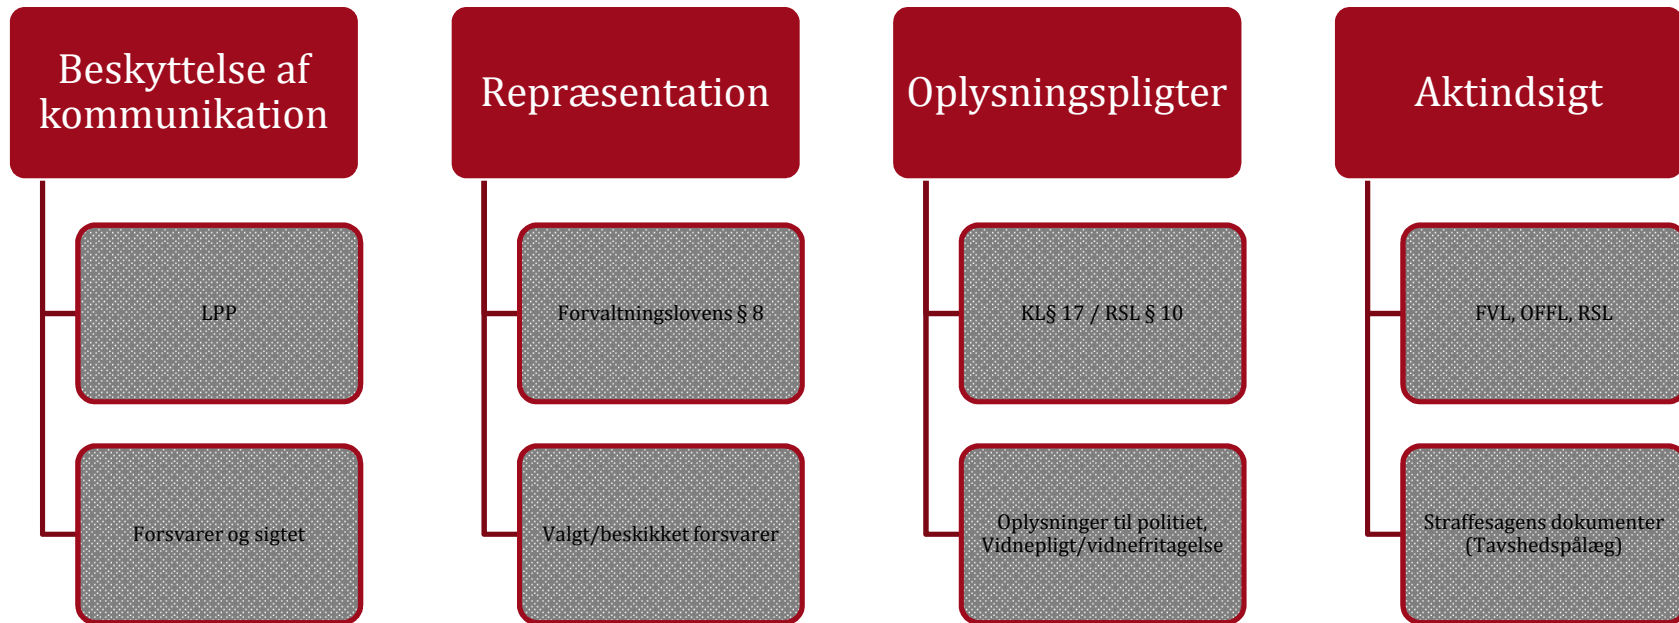 Beskyttelse af
kommunikation
LPP
Forsvarer og sigtet
Repræsentation
Forvaltningslovens § 8
Valgt/beskikket forsvarer
Oplysningspligter
KL§ 17 / RSL § 10
Oplysninger til politiet,
Vidnepligt/vidnefritagelse
Aktindsigt
FVL, OFFL, RSL
Straffesagens dokumenter
(Tavshedspålæg)